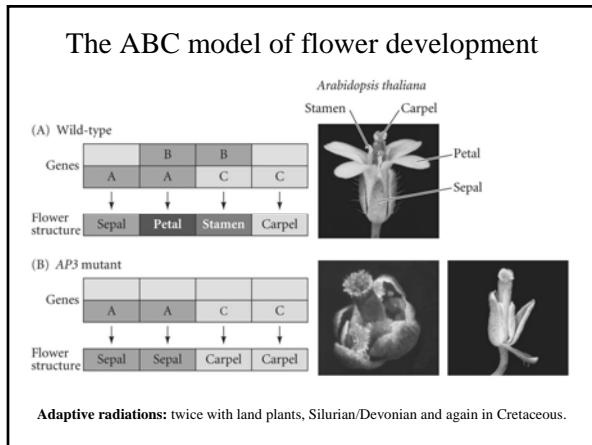 The ABC model of flower development
Arabidopsis thaliana
Stamen Carpel
(A) Wild-type
B B
Genes
A A C C
Petal
Sepal
Flower structure Sepal Petal Stamen Carpel
(B) AP3 mutant
Genes
A A C C
Flower structure Sepal Sepal Carpel Carpel
Adaptive radiations: twice with land plants, Silurian/Devonian and again in Cretaceous.